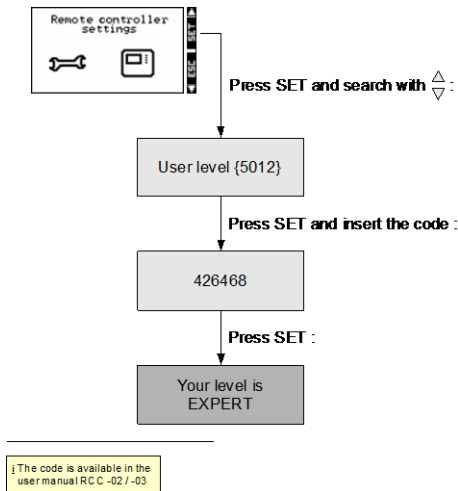 Remote controller
settings
SET
ESC
Press SET and search with :
User level {5012}
Press SET and insert the code :
426468
Press SET :
Your level is
EXPERT
i The code is available in the
user manual RCC -02 / -03